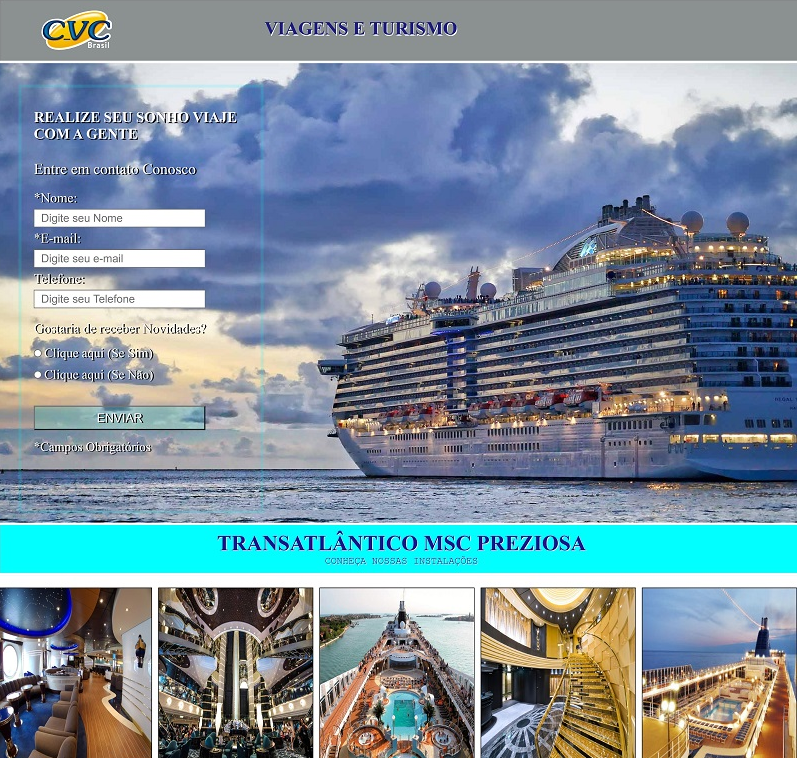 CVC
Brasil
VIAGENS E TURISMO
REALIZE SEU SONHO VIAJE
COM A GENTE
Entre em contato Conosco
*Nome:
Digite seu Nome
*E-mail:
Digite seu e-mail
Telefone:
Digite seu Telefone
Gostaria de receber Novidades?
Clique aqui (Se Sim)
Clique aqui (Se Não)
ENVIAR
*Campos Obrigatórios
REGAL
TRANSATLÂNTICO MSC PREZIOSA
CONHEÇA NOSSAS INSTALAÇÕES